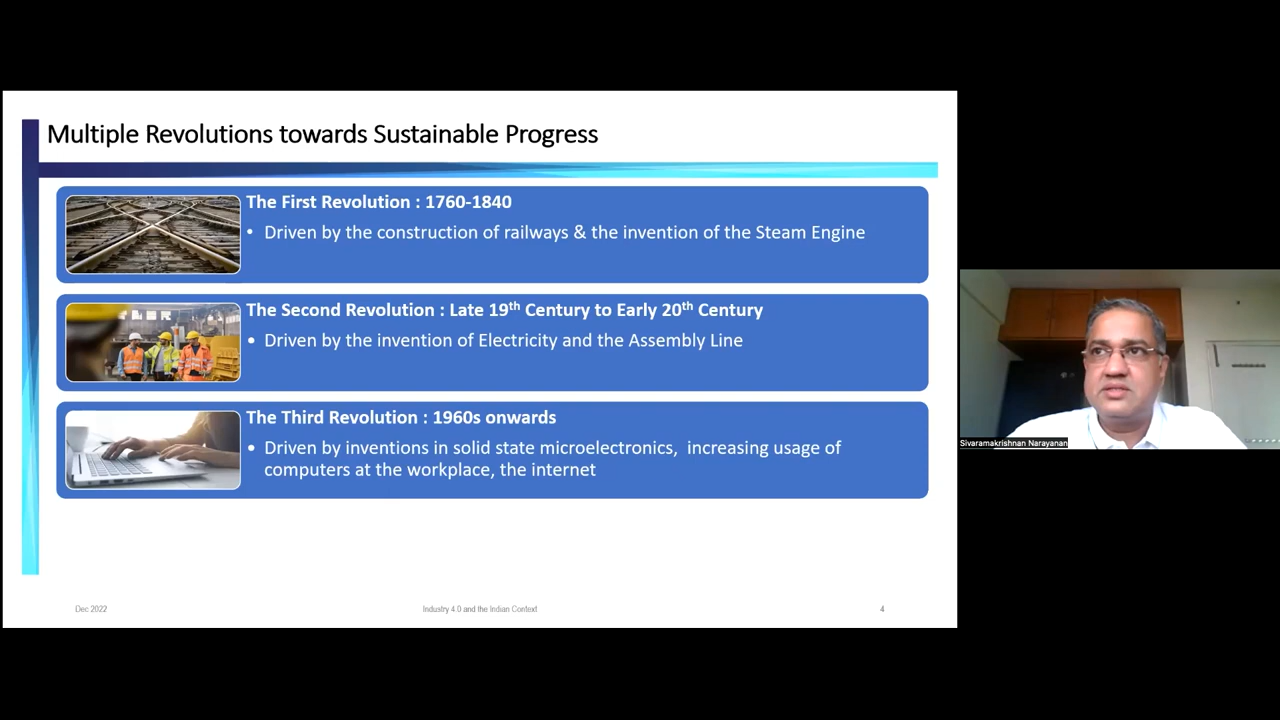 Multiple Revolutions towards Sustainable Progress
The First Revolution : 1760-1840
• Driven by the construction of railways & the invention of the Steam Engine
The Second Revolution : Late 19th Century to Early 20th Century
• Driven by the invention of Electricity and the Assembly Line
The Third Revolution : 1960s onwards
• Driven by inventions in solid state microelectronics, increasing usage of
computers at the workplace, the internet
Dec 2022
Industry 4.0 and the Indian Context
4
Sivaramakrishnan Narayanan